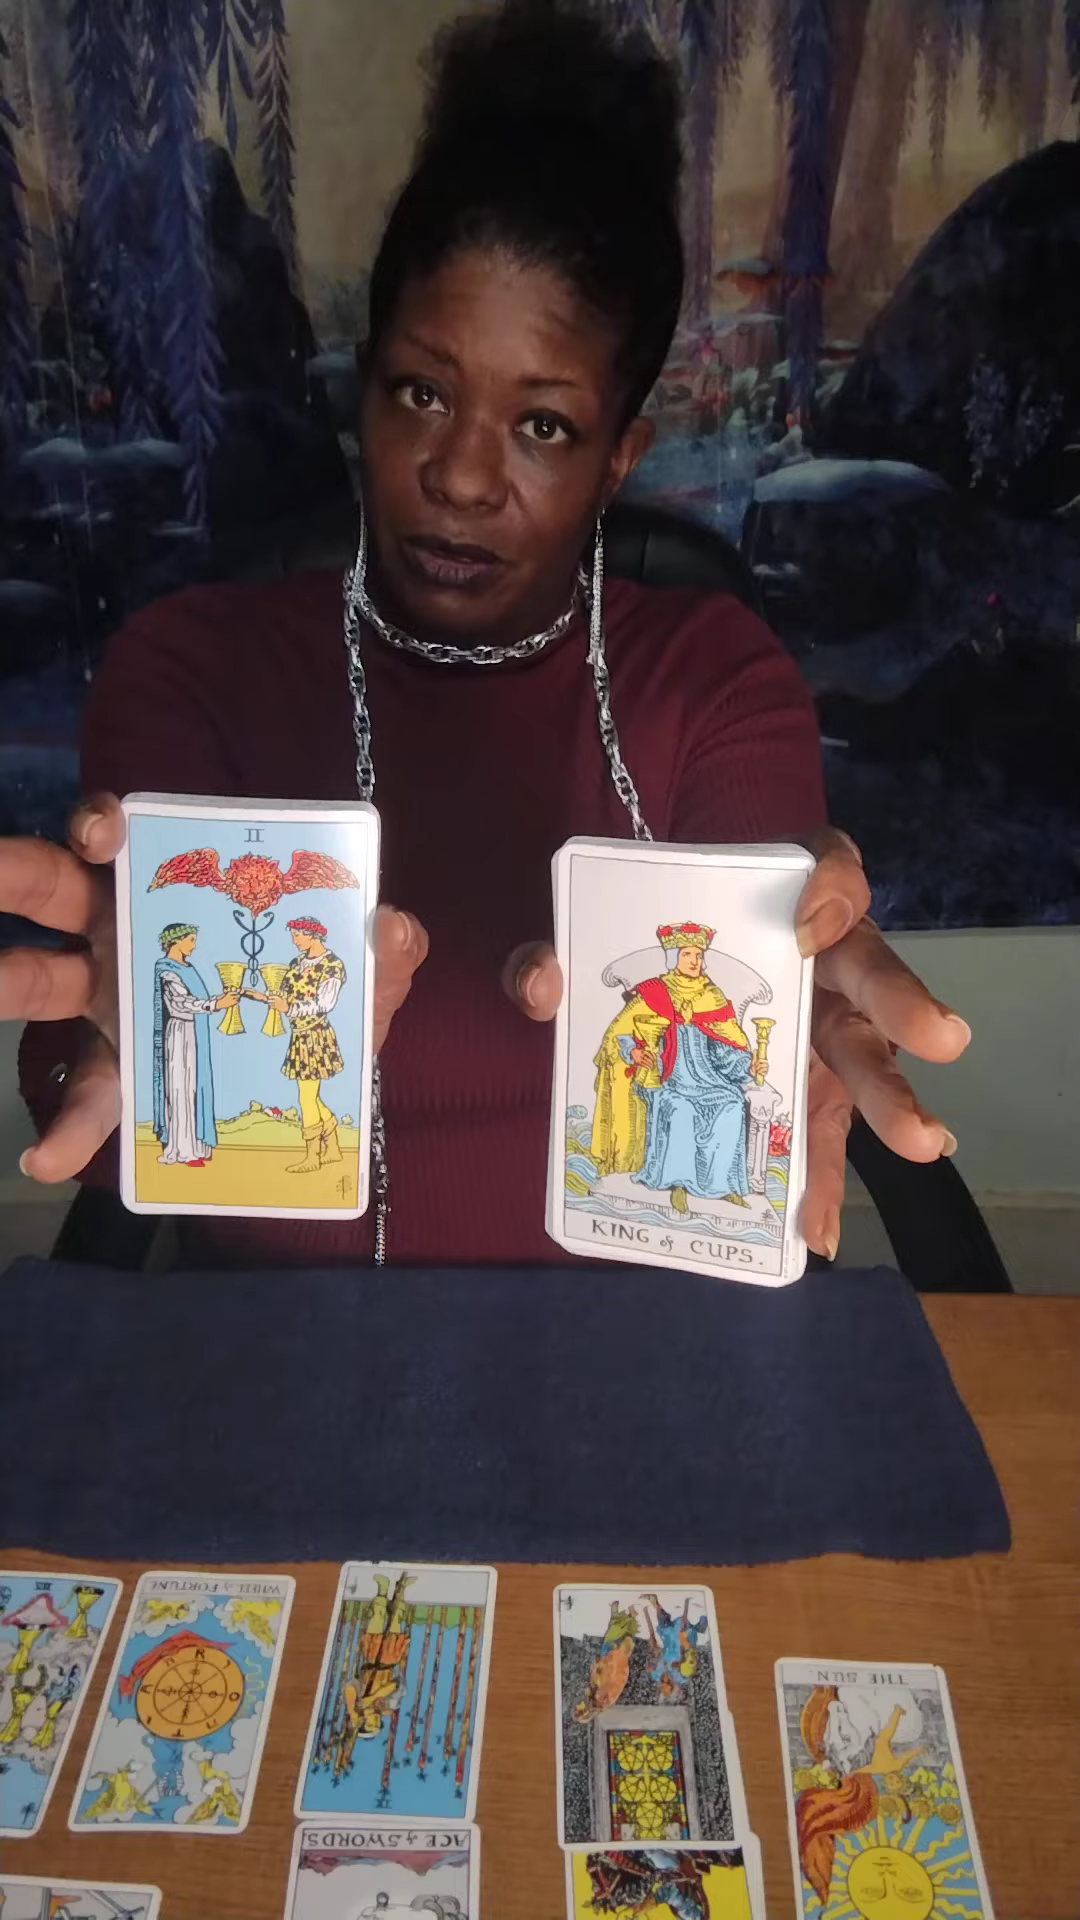 II
KING of CUPS.
WHEEL of FORTUNE
THE SUN.
ACE of SWORDS